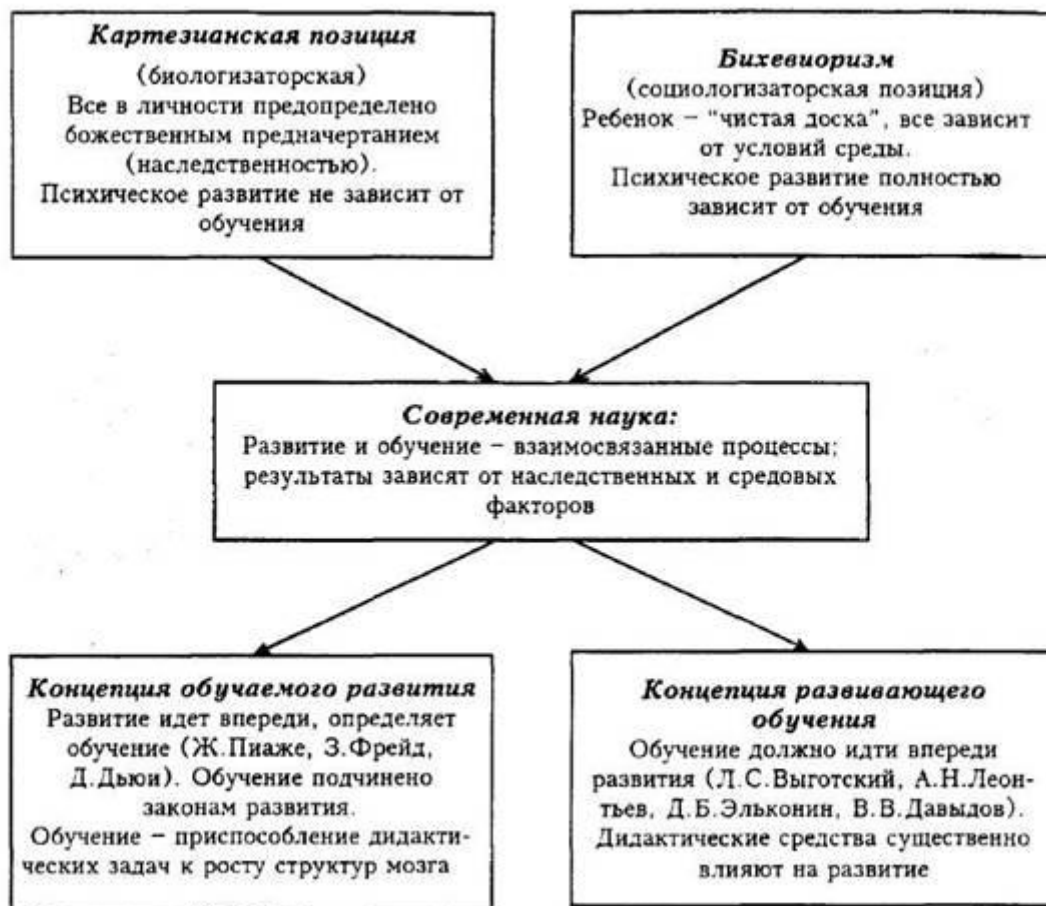 Картезианская позиция
(биологизаторская)
Все в личности предопределено
божественным предначертанием
(наследственностью).
Психическое развитие не зависит от
обучения
Бихевиоризм
(социологизаторская позиция)
Ребенок – "чистая доска", все зависит
от условий среды.
Психическое развитие полностью
зависит от обучения
Современная наука:
Развитие и обучение – взаимосвязанные процессы;
результаты зависят от наследственных и средовых
факторов
Концепция обучаемого развития
Развитие идет впереди, определяет
обучение (Ж.Пиаже, З.Фрейд,
Д.Дьюи). Обучение подчинено
законам развития.
Обучение – приспособление дидакти-
ческих задач к росту структур мозга
Концепция развивающего
обучения
Обучение должно идти впереди
развития (Л.С.Выготский, А.Н.Леон-
тьев, Д.Б.Эльконин, В.В.Давыдов).
Дидактические средства существенно
влияют на развитие